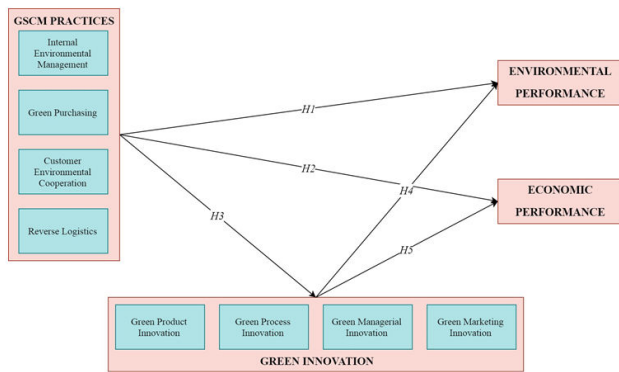 GSCM PRACTICES
Internal
Environmental
Management
Green Purchasing
Customer
Environmental
Cooperation
Reverse Logistics
H1
H2
H3
H4
H5
ENVIRONMENTAL
PERFORMANCE
ECONOMIC
PERFORMANCE
Green Product
Innovation
Green Process
Innovation
Green Managerial
Innovation
Green Marketing
Innovation
GREEN INNOVATION